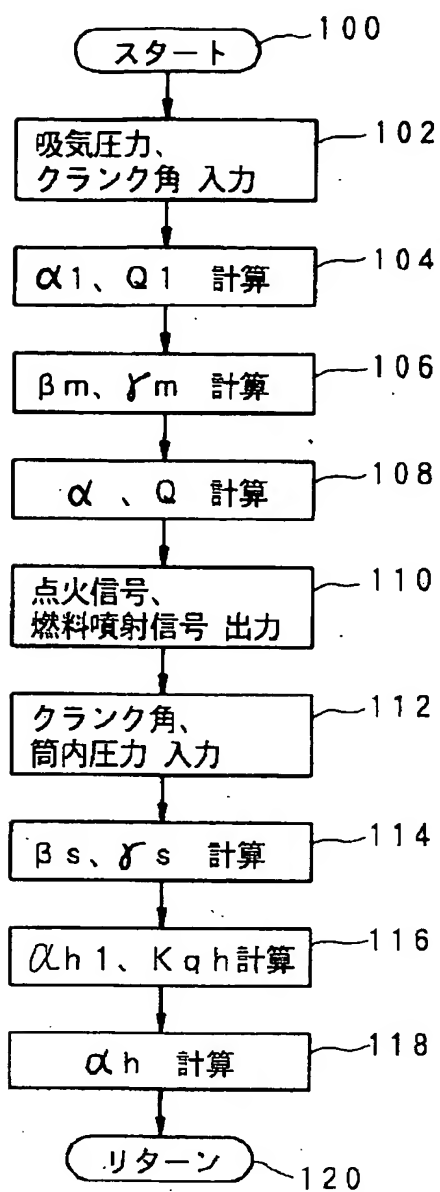 スタート
100
吸気圧力、
クランク角 入力
102
α1、Q1 計算
104
βm、γm 計算
106
α 、Q 計算
108
点火信号、
燃料噴射信号 出力
110
クランク角、
筒内圧力 入力
112
βs、γs 計算
114
αh1、Kqh計算
116
αh 計算
118
リターン
120